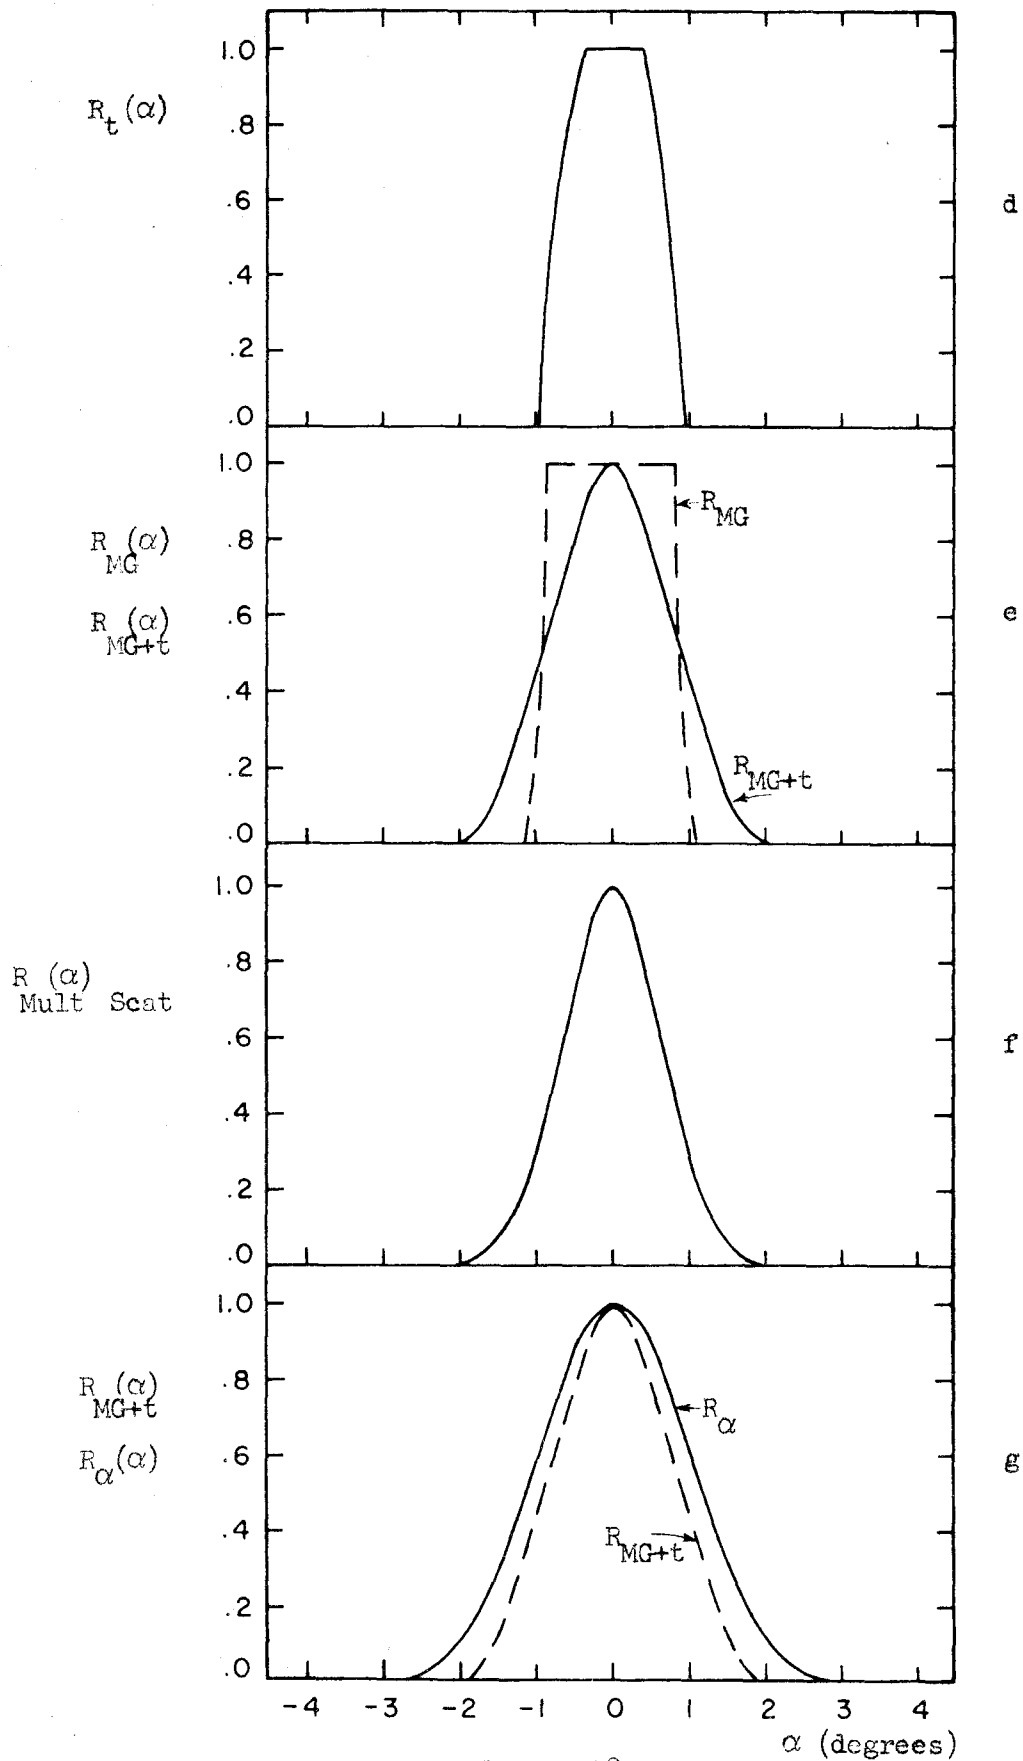 R_t(α)
1.0
.8
.6
.4
.2
.0
d
R_MG(α)
R_MG+t(α)
1.0
.8
.6
.4
.2
.0
R_MG
R_MG+t
e
R(α)
Mult Scat
1.0
.8
.6
.4
.2
.0
f
R_MG+t(α)
R_α(α)
1.0
.8
.6
.4
.2
.0
R_α
R_MG+t
g
-4 -3 -2 -1 0 1 2 3 4
α (degrees)